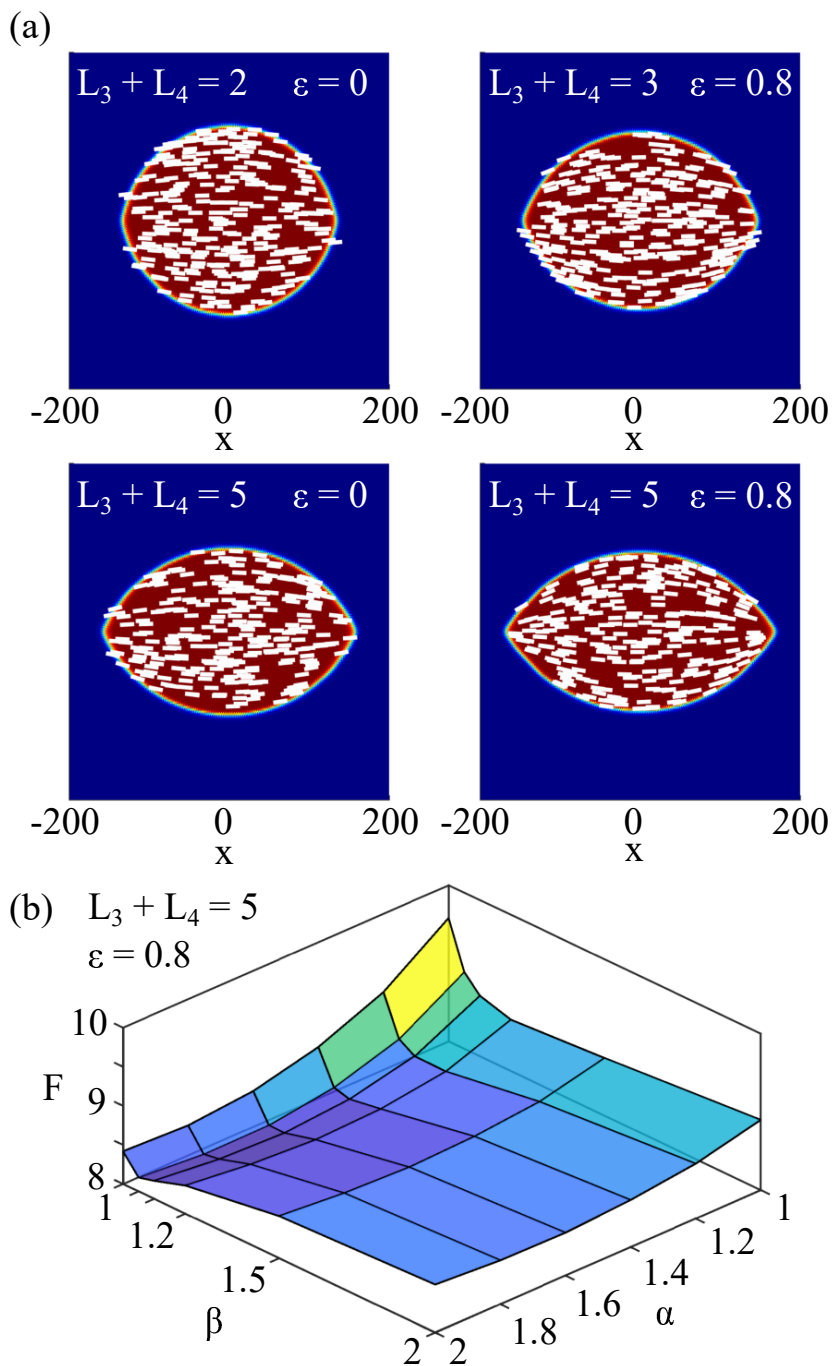 (a)
L₃ + L₄ = 2 ε = 0
L₃ + L₄ = 3 ε = 0.8
-200 0 200
x
-200 0 200
x
L₃ + L₄ = 5 ε = 0
L₃ + L₄ = 5 ε = 0.8
-200 0 200
x
-200 0 200
x
(b)
L₃ + L₄ = 5
ε = 0.8
10
F
9
8
1
1.2
1.5
2
β
2
1.8
1.6
1.4
1.2
1
α